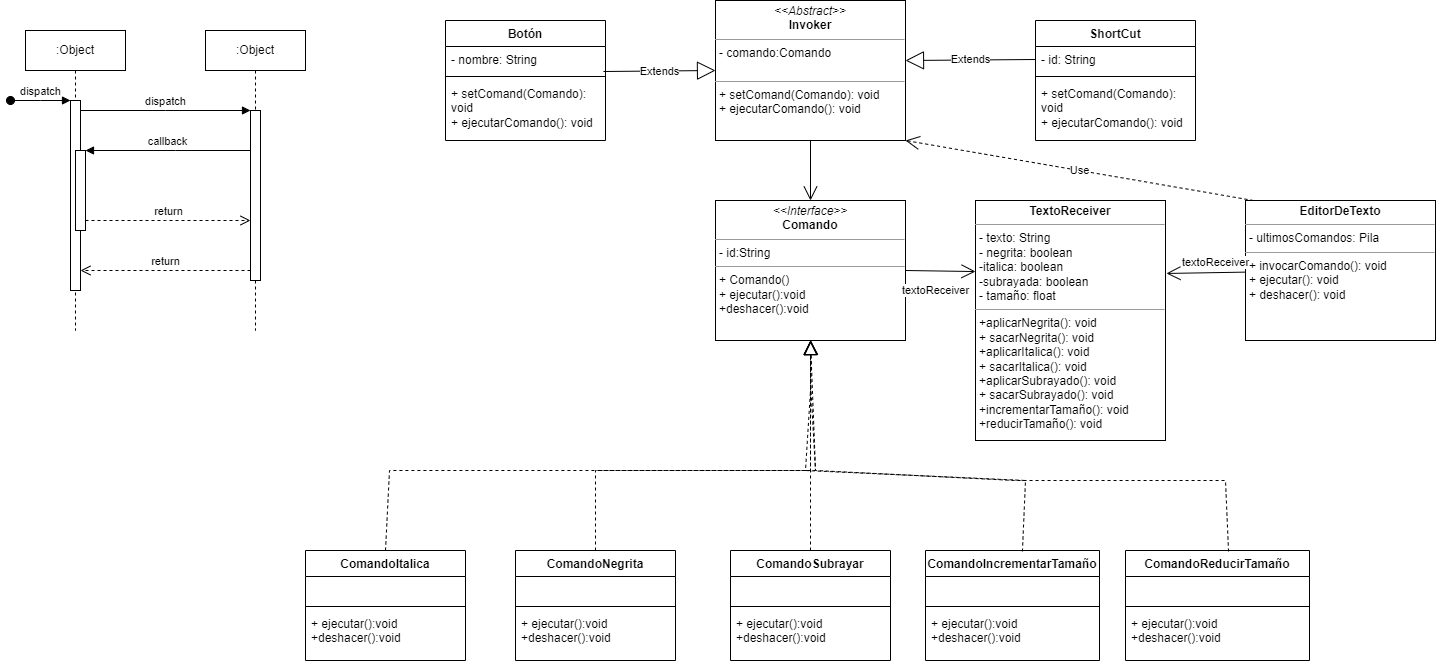 :Object
:Object
dispatch
dispatch
callback
return
return
Botón
- nombre: String
+ setComand(Comando):
void
+ ejecutarComando(): void
Extends
<<Abstract>>
Invoker
- comando:Comando
+ setComand(Comando): void
+ ejecutarComando(): void
Extends
ShortCut
- id: String
+ setComand(Comando):
void
+ ejecutarComando(): void
Use
<<Interface>>
Comando
- id:String
+ Comando()
+ ejecutar():void
+deshacer():void
textoReceiver
TextoReceiver
- texto: String
- negrita: boolean
-italica: boolean
-subrayada: boolean
- tamaño: float
+aplicarNegrita(): void
+ sacarNegrita(): void
+aplicarItalica(): void
+ sacarItalica(): void
+aplicarSubrayado(): void
+ sacarSubrayado(): void
+incrementarTamaño(): void
+reducirTamaño(): void
textoReceiver
EditorDeTexto
- ultimosComandos: Pila
+ invocarComando(): void
+ ejecutar(): void
+ deshacer(): void
ComandoItalica
+ ejecutar():void
+deshacer():void
ComandoNegrita
+ ejecutar():void
+deshacer():void
ComandoSubrayar
+ ejecutar():void
+deshacer():void
ComandoIncrementarTamaño
+ ejecutar():void
+deshacer():void
ComandoReducirTamaño
+ ejecutar():void
+deshacer():void